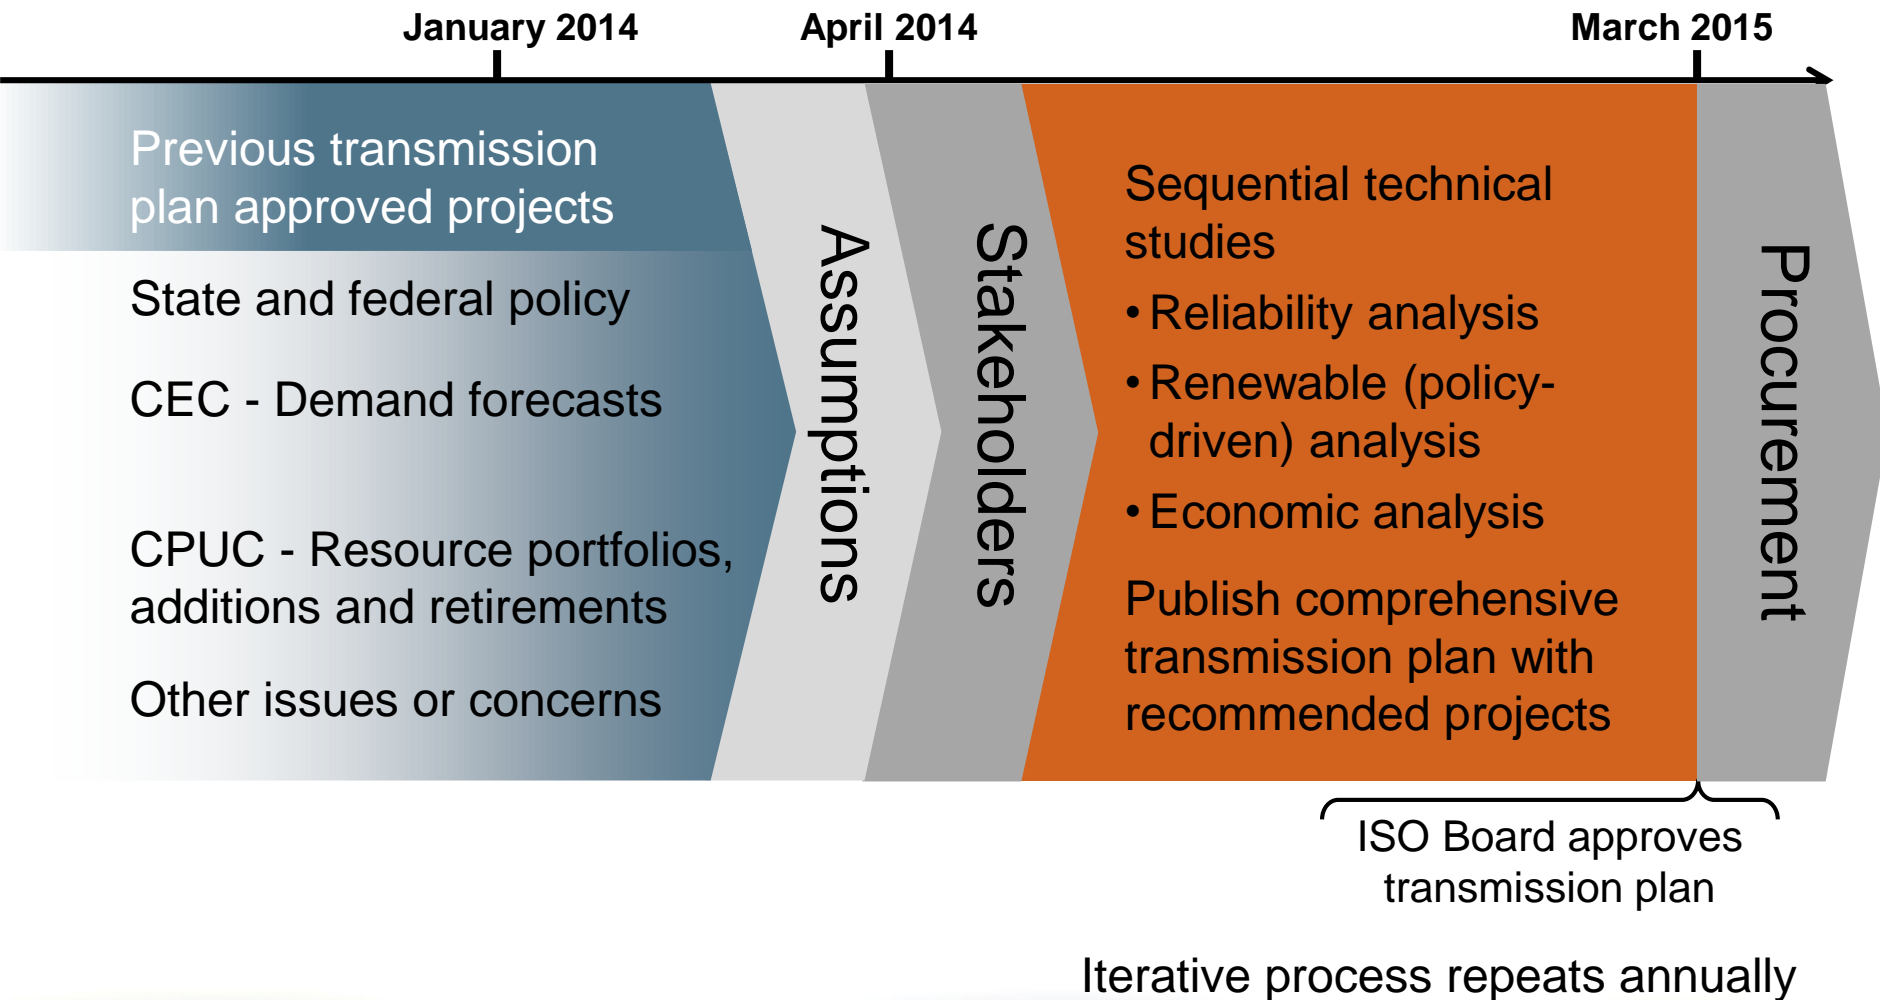 January 2014
April 2014
March 2015
Previous transmission
plan approved projects
State and federal policy
CEC - Demand forecasts
CPUC - Resource portfolios,
additions and retirements
Other issues or concerns
Assumptions
Stakeholders
Sequential technical
studies
• Reliability analysis
• Renewable (policy-
driven) analysis
• Economic analysis
Publish comprehensive
transmission plan with
recommended projects
Procurement
ISO Board approves
transmission plan
Iterative process repeats annually